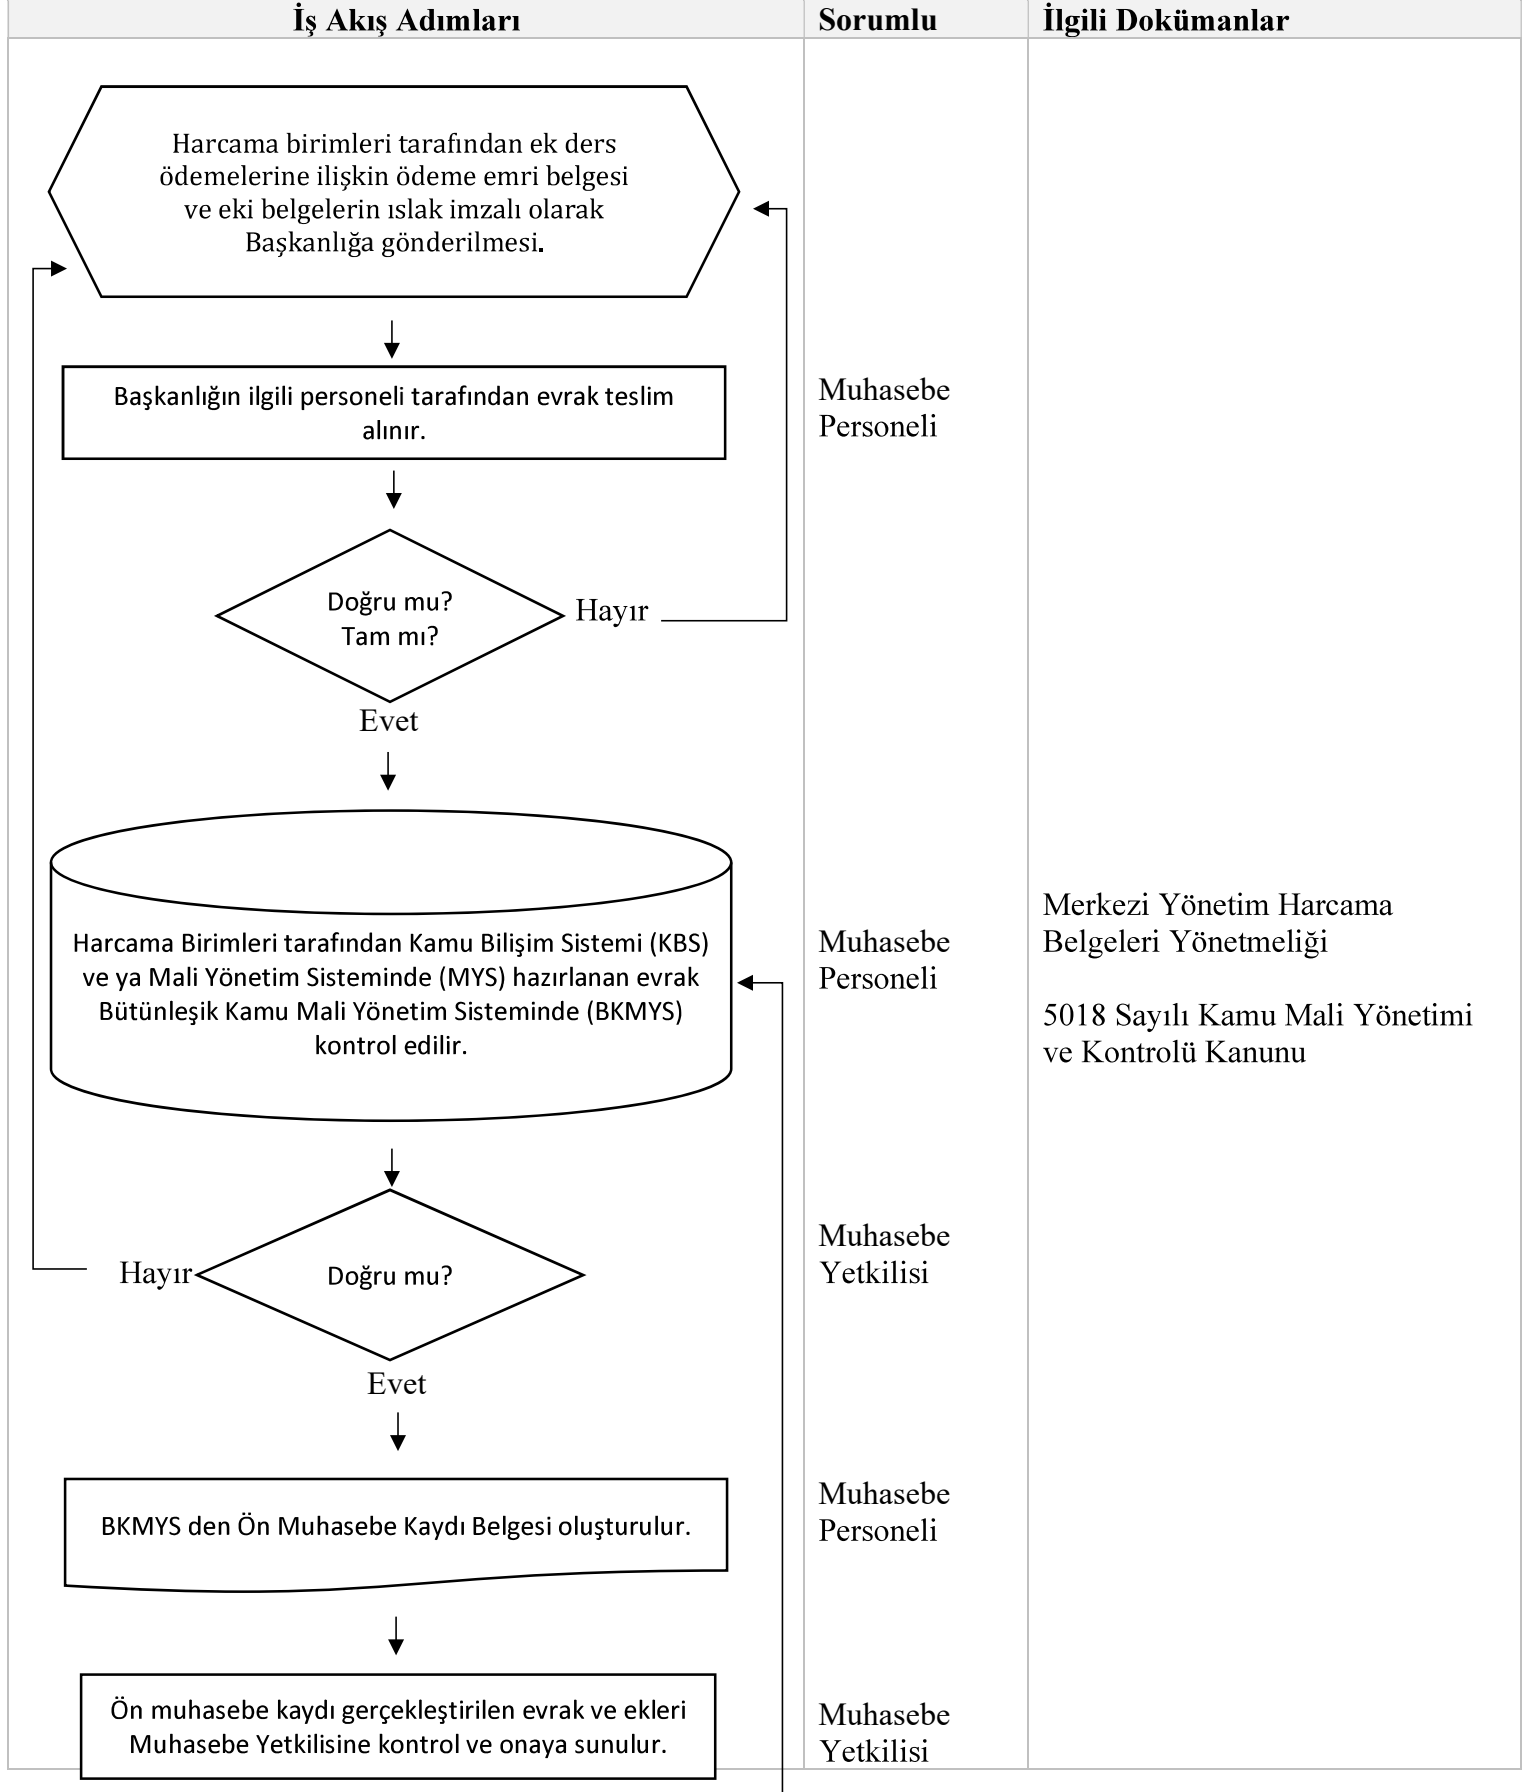 İş Akış Adımları
Sorumlu
İlgili Dokümanlar
Harcama birimleri tarafından ek ders
ödemelerine ilişkin ödeme emri belgesi
ve eki belgelerin ıslak imzalı olarak
Başkanlığa gönderilmesi.
Başkanlığın ilgili personeli tarafından evrak teslim
alınır.
Muhasebe
Personeli
Doğru mu?
Tam mı?
Hayır
Evet
Harcama Birimleri tarafından Kamu Bilişim Sistemi (KBS)
ve ya Mali Yönetim Sisteminde (MYS) hazırlanan evrak
Bütünleşik Kamu Mali Yönetim Sisteminde (BKMYS)
kontrol edilir.
Muhasebe
Personeli
Merkezi Yönetim Harcama
Belgeleri Yönetmeliği
5018 Sayılı Kamu Mali Yönetimi
ve Kontrolü Kanunu
Hayır
Doğru mu?
Muhasebe
Yetkilisi
Evet
BKMYS den Ön Muhasebe Kaydı Belgesi oluşturulur.
Muhasebe
Personeli
Ön muhasebe kaydı gerçekleştirilen evrak ve ekleri
Muhasebe Yetkilisine kontrol ve onaya sunulur.
Muhasebe
Yetkilisi